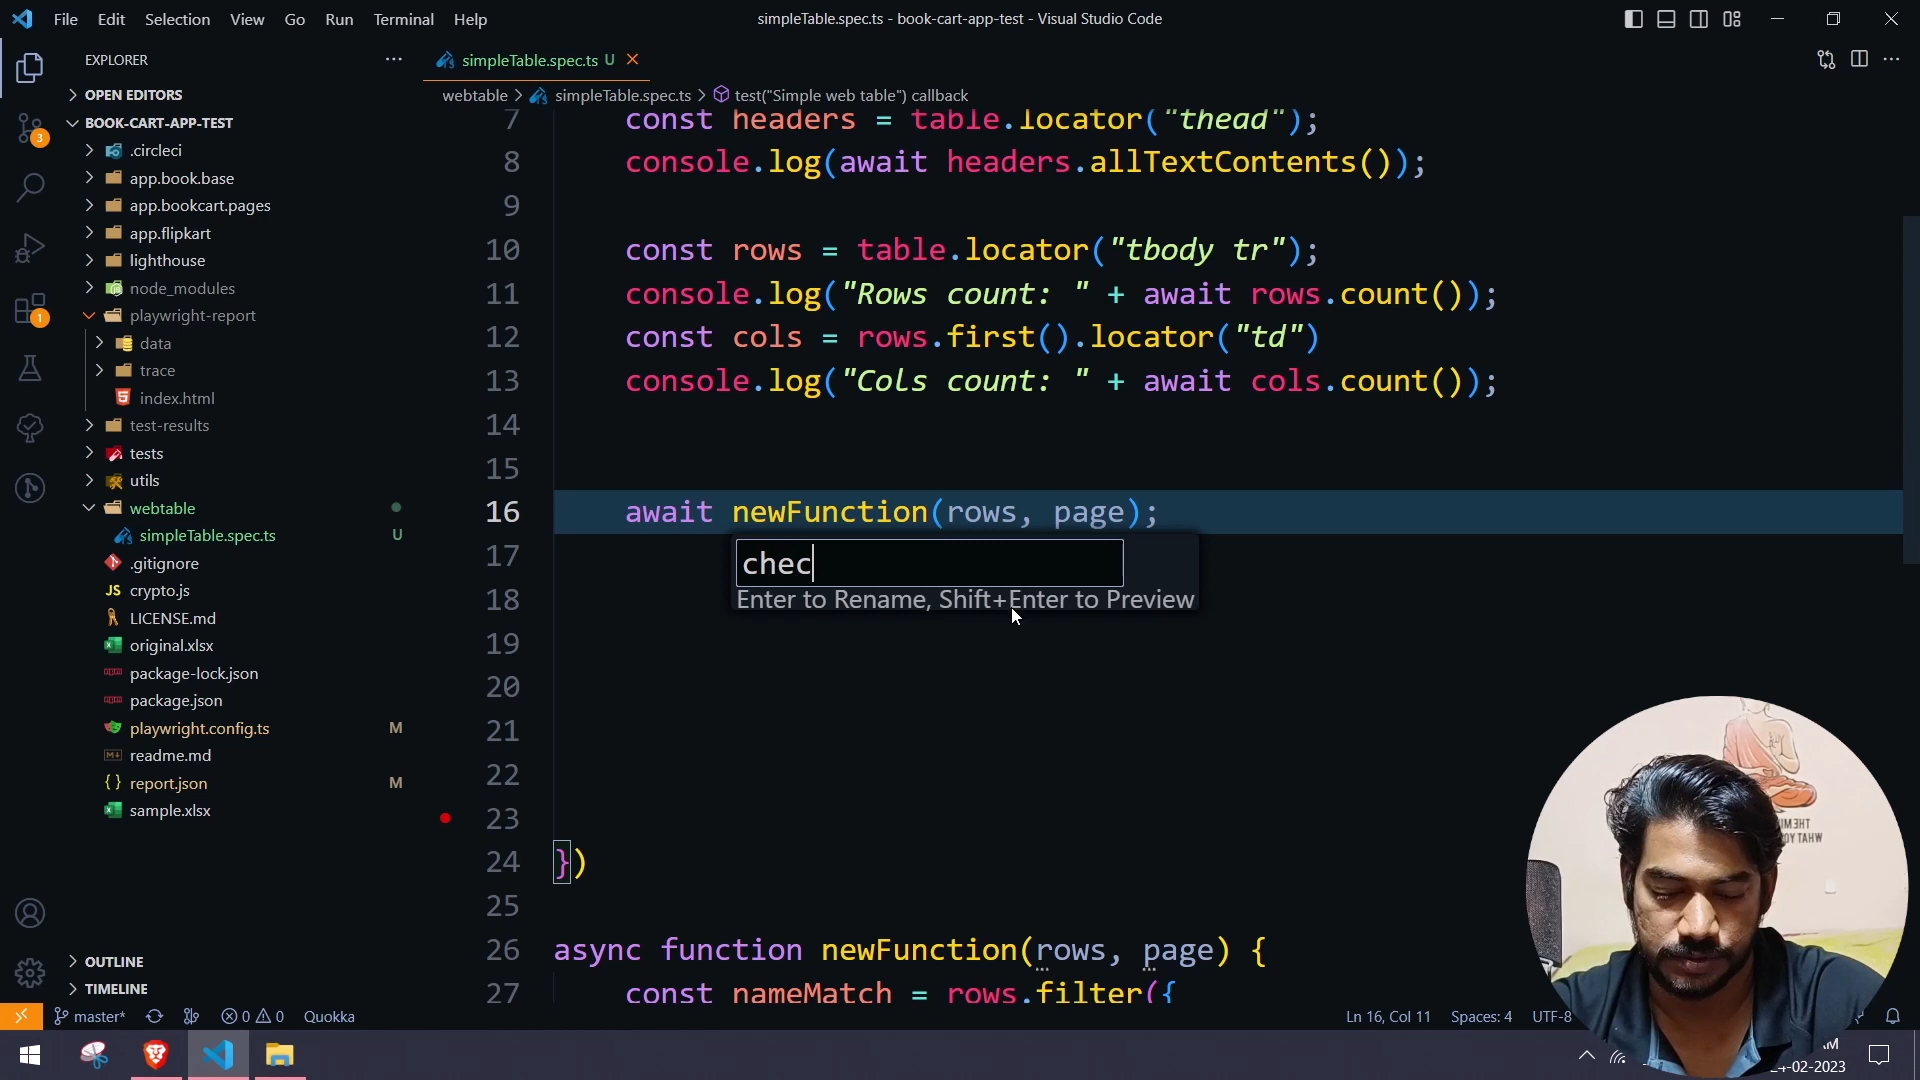 File Edit Selection View Go Run Terminal Help
simpleTable.spec.ts - book-cart-app-test - Visual Studio Code
EXPLORER
simpleTable.spec.ts U
webtable > simpleTable.spec.ts > test("Simple web table") callback
OPEN EDITORS
BOOK-CART-APP-TEST
.circleci
app.book.base
app.bookcart.pages
app.flipkart
lighthouse
node_modules
playwright-report
data
trace
index.html
test-results
tests
utils
webtable
simpleTable.spec.ts U
.gitignore
JS crypto.js
LICENSE.md
original.xlsx
package-lock.json
package.json
playwright.config.ts M
readme.md
{} report.json M
sample.xlsx
OUTLINE
TIMELINE
3
1
7 const headers = table.locator("thead");
8 console.log(await headers.allTextContents());
9
10 const rows = table.locator("tbody tr");
11 console.log("Rows count: " + await rows.count());
12 const cols = rows.first().locator("td")
13 console.log("Cols count: " + await cols.count());
14
15
16 await newFunction(rows, page);
17 chec
Enter to Rename, Shift+Enter to Preview
18
19
20
21
22
23
24 })
25
26 async function newFunction(rows, page) {
27 const nameMatch = rows.filter({
master* 0 0 Quokka
Ln 16, Col 11 Spaces: 4 UTF-8
-02-2023